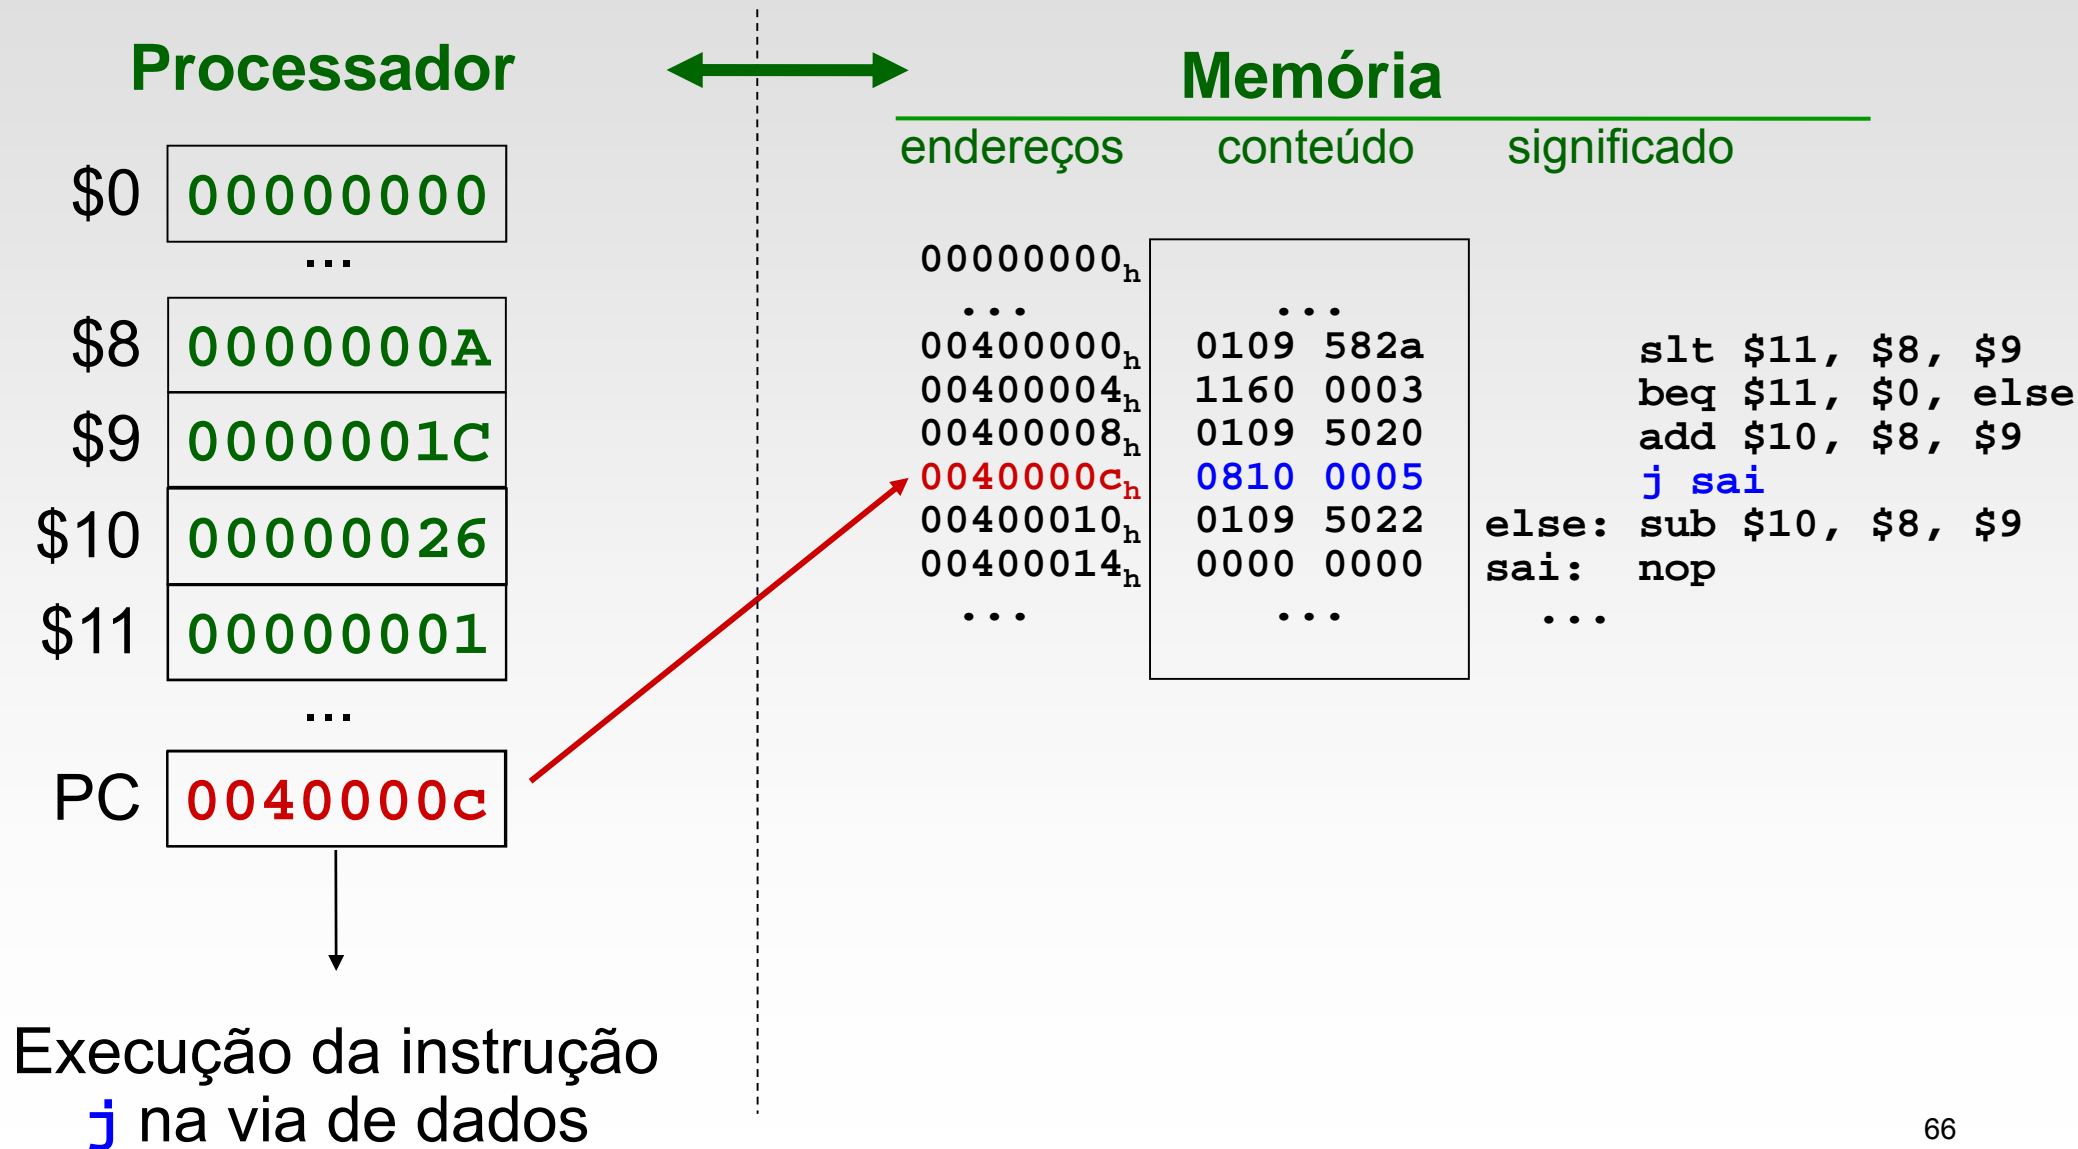 Processador
$0 00000000
...
$8 0000000A
$9 0000001C
$10 00000026
$11 00000001
...
PC 0040000c
Execução da instrução
j na via de dados
Memória
endereços conteúdo significado
00000000h
... ...
00400000h 0109 582a slt $11, $8, $9
00400004h 1160 0003 beq $11, $0, else
00400008h 0109 5020 add $10, $8, $9
0040000ch 0810 0005 j sai
00400010h 0109 5022 else: sub $10, $8, $9
00400014h 0000 0000 sai: nop
... ... ...
66